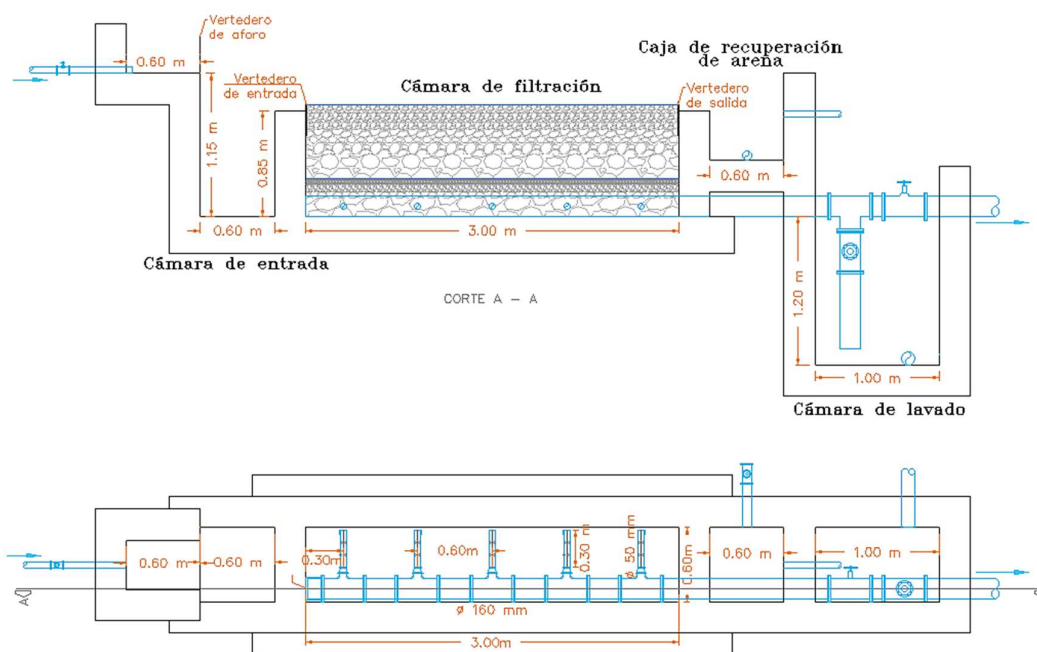 Vertedero
de aforo
0.60 m
Vertedero
de entrada
Cámara de filtración
Caja de recuperación
de arena
Vertedero
de salida
1.15 m
0.85 m
0.60 m
0.60 m
3.00 m
Cámara de entrada
CORTE A - A
1.20 m
1.00 m
Cámara de lavado
0.60 m
0.60 m
0.30m
0.60m
0.30 m
ø 50 mm
0.60m
0.60 m
1.00 m
A
ø 160 mm
3.00m